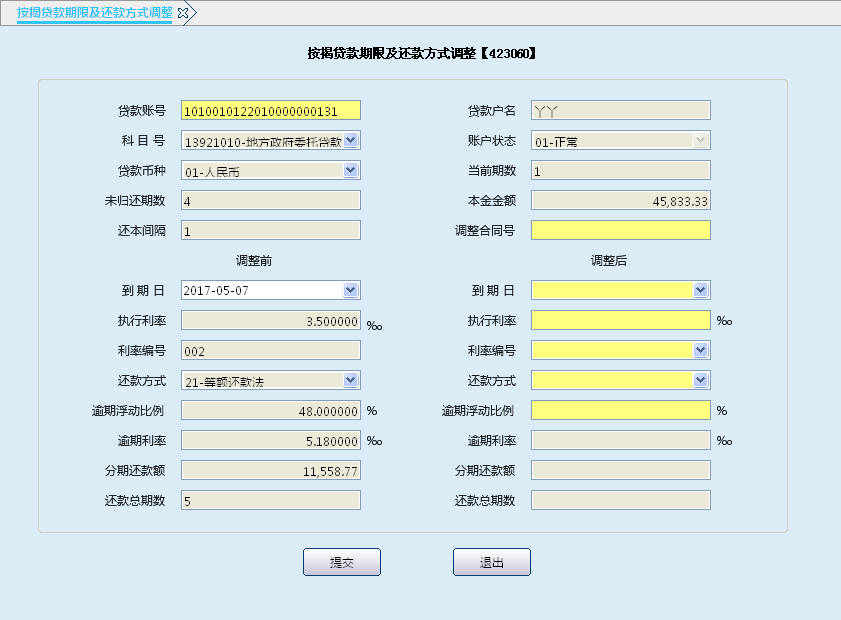 按揭贷款期限及还款方式调整
按揭贷款期限及还款方式调整【423060】
贷款账号 1010010122010000000131 贷款户名 丫丫
科 目 号 13921010-地方政府委托贷款 账户状态 01-正常
贷款币种 01-人民币 当前期数 1
未归还期数 4 本金金额 45,833.33
还本间隔 1 调整合同号
调整前 调整后
到 期 日 2017-05-07 到 期 日
执行利率 3.500000 ‰ 执行利率 ‰
利率编号 002 利率编号
还款方式 21-等额还款法 还款方式
逾期浮动比例 48.000000 % 逾期浮动比例 %
逾期利率 5.180000 ‰ 逾期利率 ‰
分期还款额 11,558.77 分期还款额
还款总期数 5 还款总期数
提交 退出